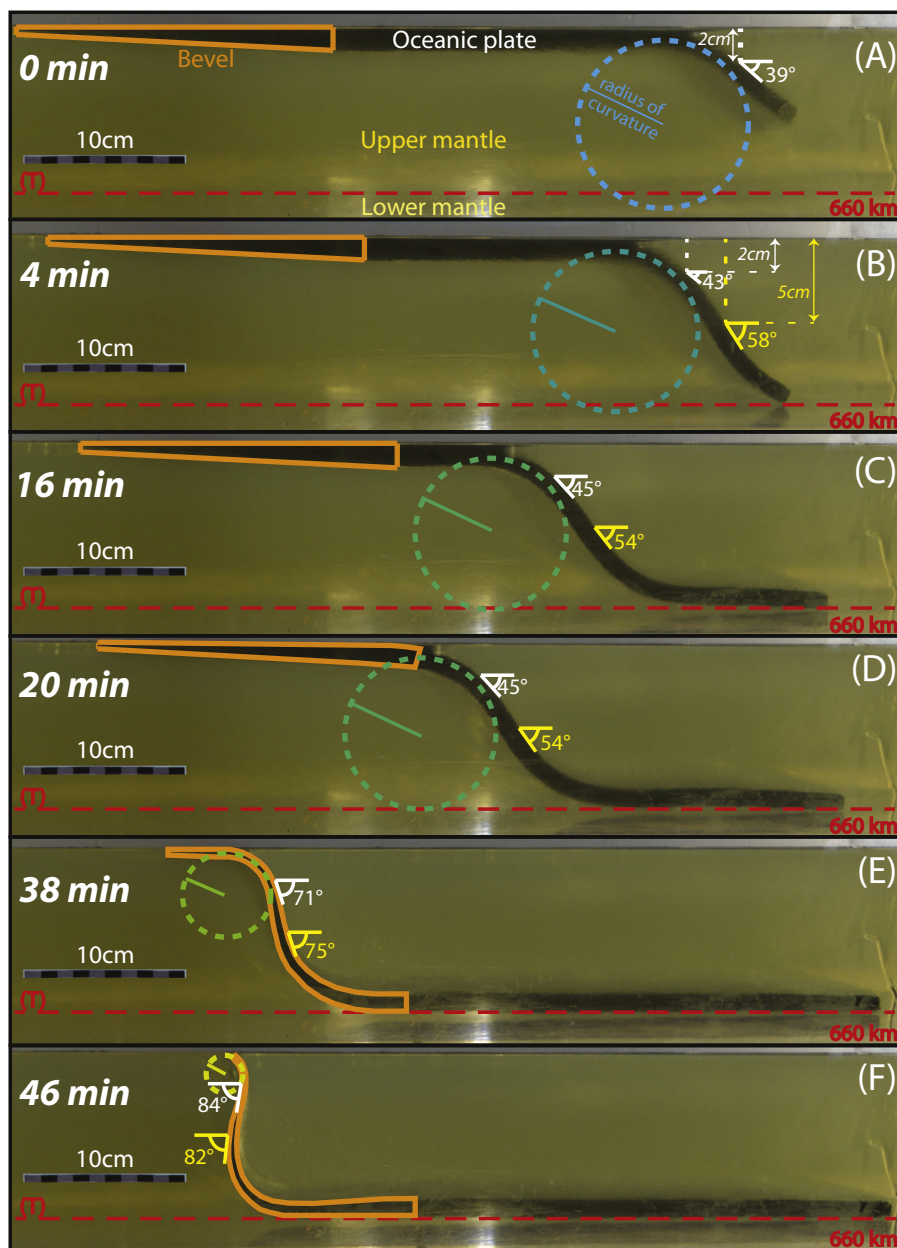 Oceanic plate
2cm
(A)
Bevel
0 min
39°
radius of
curvature
10cm
Upper mantle
Lower mantle
660 km
4 min
2cm
(B)
43°
5cm
10cm
58°
660 km
(C)
16 min
45°
10cm
54°
660 km
(D)
20 min
45°
10cm
54°
660 km
(E)
38 min
71°
10cm
75°
660 km
(F)
46 min
84°
10cm
82°
660 km